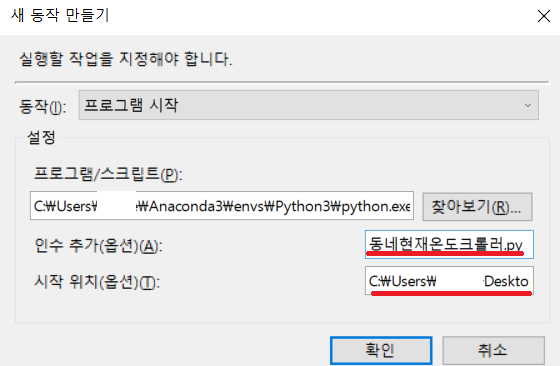 새 동작 만들기
실행할 작업을 지정해야 합니다.
동작(I): 프로그램 시작
설정
프로그램/스크립트(P):
C:₩Users₩ e₩Anaconda3₩envs₩Python3₩python.exe 찾아보기(R)...
인수 추가(옵션)(A): 동네현재온도크롤러.py
시작 위치(옵션)(T): C:₩Users₩ Deskto
확인 취소